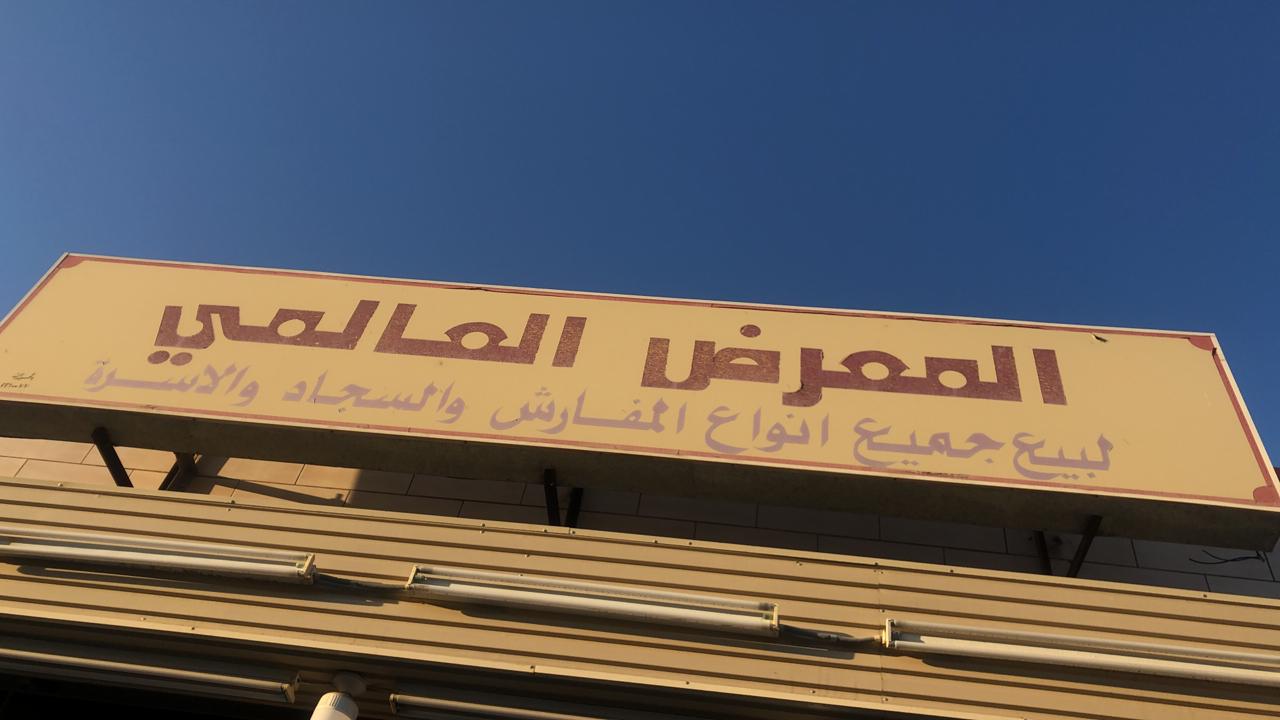 المعرض العالمي
لبيع جميع انواع المفارش والسجاد والاسرة